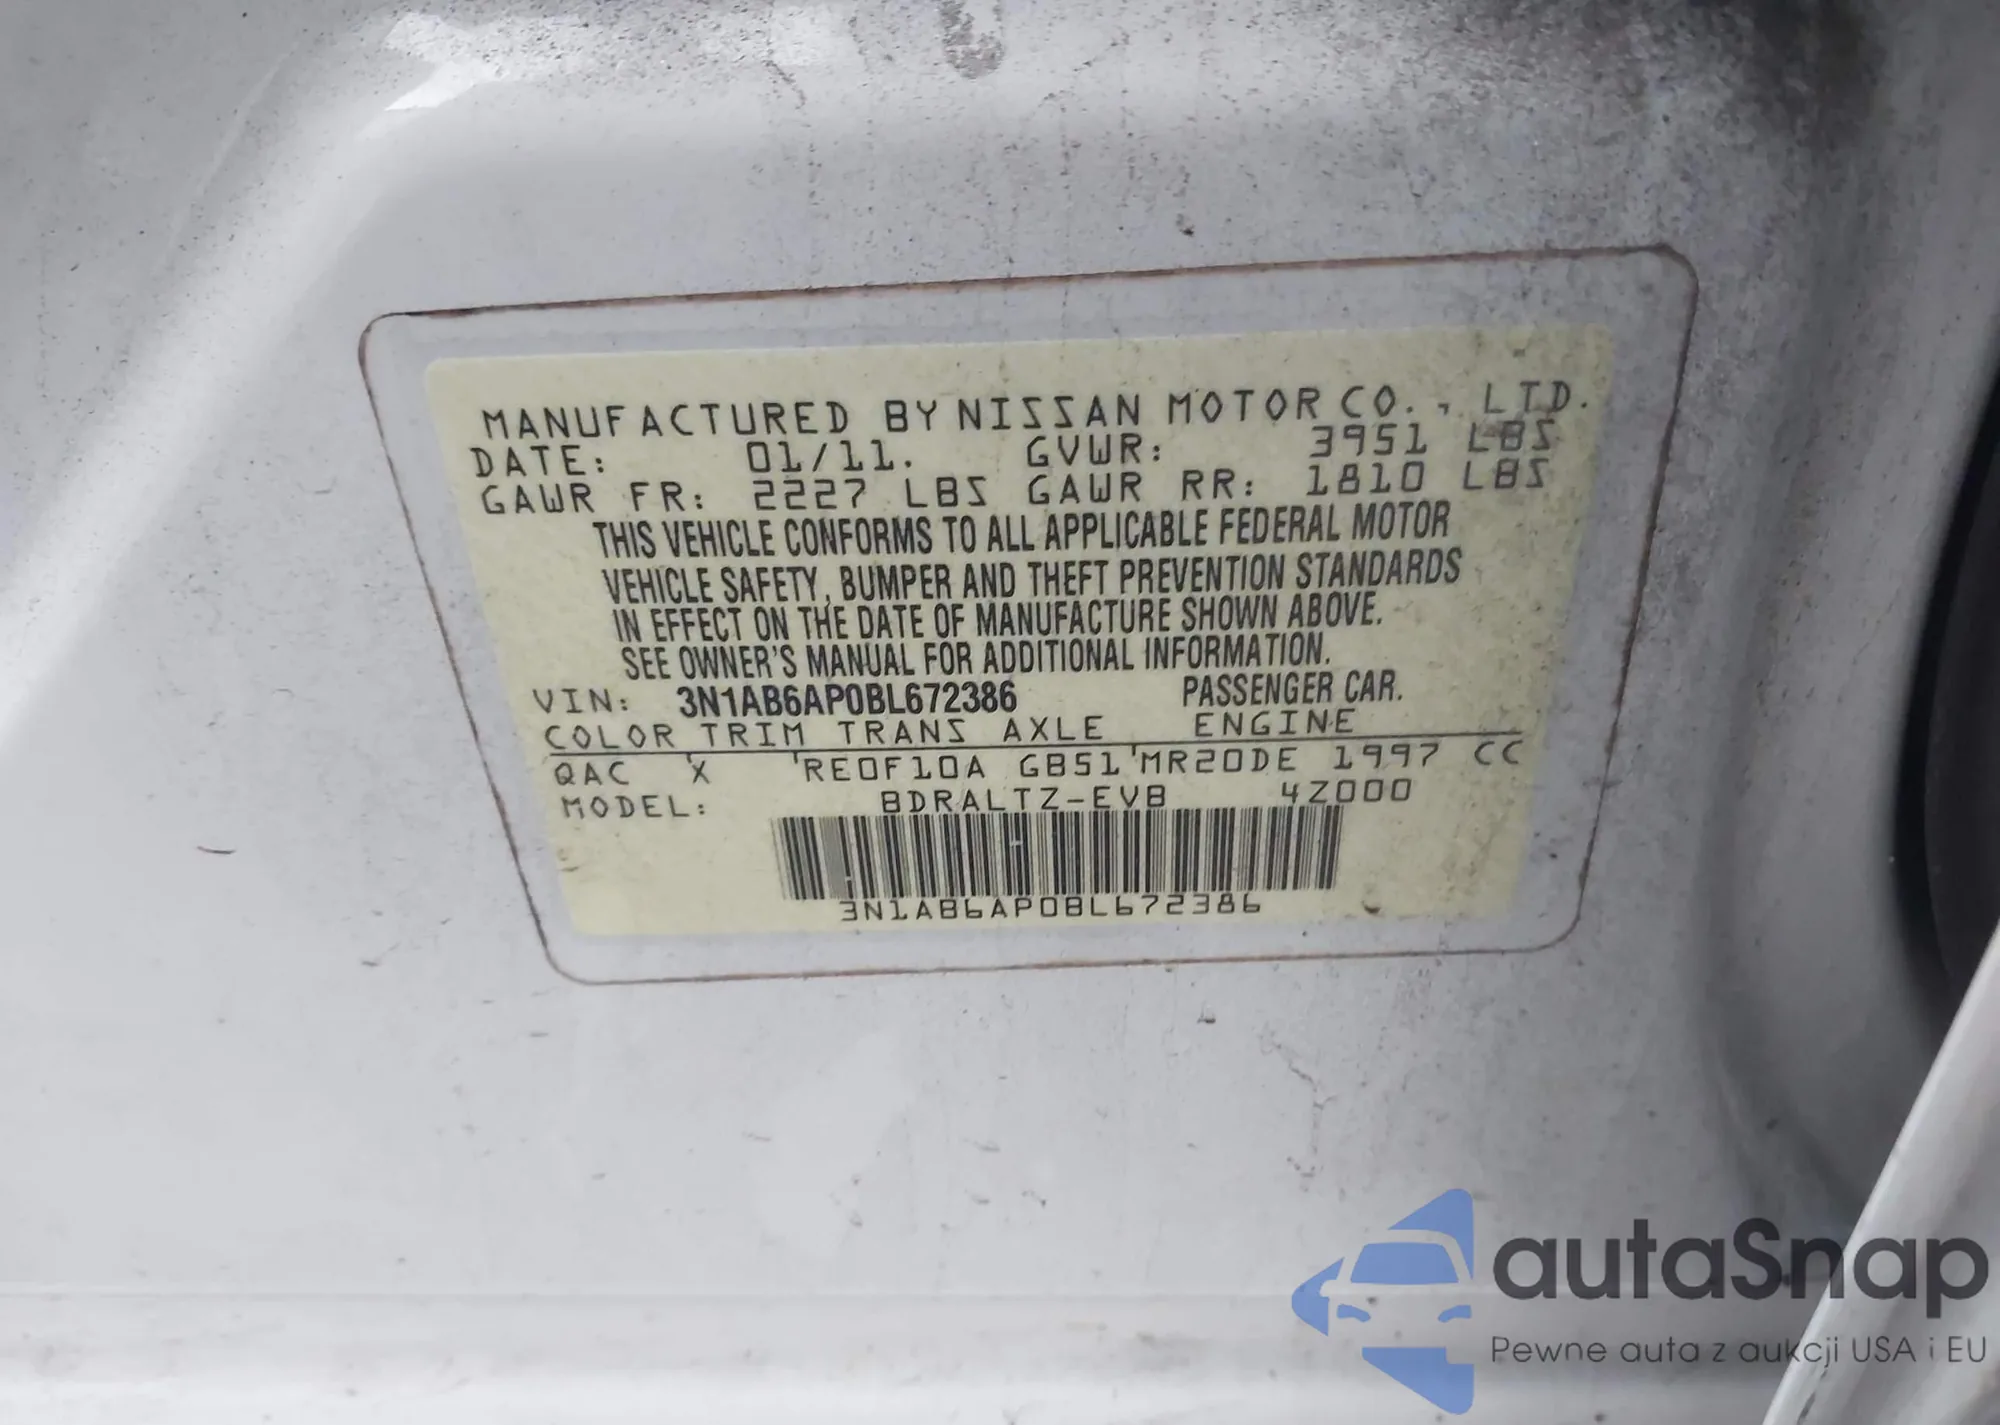 MANUFACTURED BY NISSAN MOTOR CO., LTD.
DATE: 01/11. GVWR: 3951 LBS
GAWR FR: 2227 LBS GAWR RR: 1810 LBS
THIS VEHICLE CONFORMS TO ALL APPLICABLE FEDERAL MOTOR
VEHICLE SAFETY, BUMPER AND THEFT PREVENTION STANDARDS
IN EFFECT ON THE DATE OF MANUFACTURE SHOWN ABOVE.
SEE OWNER'S MANUAL FOR ADDITIONAL INFORMATION.
VIN: 3N1AB6AP0BL672386 PASSENGER CAR.
COLOR TRIM TRANS AXLE ENGINE
QAC X RE0F10A GB51 MR20DE 1997 CC
MODEL: BDRALTZ-EVB 4Z000
3N1AB6AP0BL672386
autaSnap
Pewne auta z aukcji USA i EU